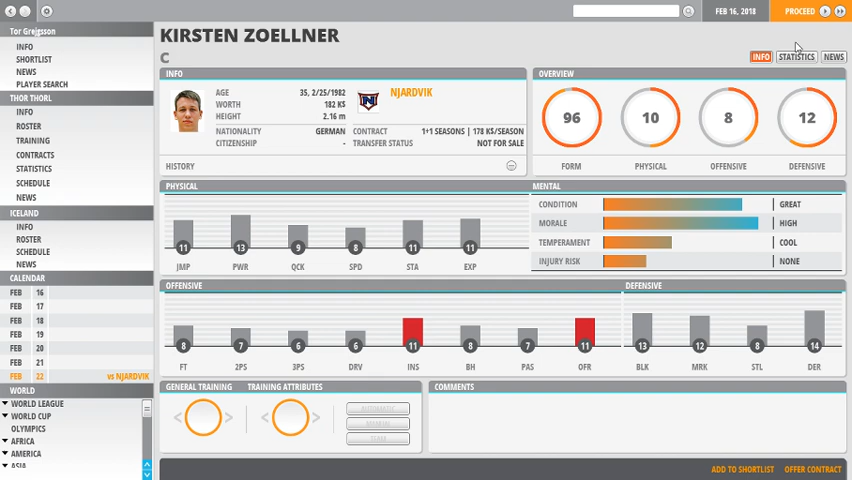 FEB 16, 2018
PROCEED
Tor Grejgsson
INFO
SHORTLIST
NEWS
PLAYER SEARCH
THOR THORL
INFO
ROSTER
TRAINING
CONTRACTS
STATISTICS
SCHEDULE
NEWS
ICELAND
INFO
ROSTER
SCHEDULE
NEWS
CALENDAR
FEB 16
FEB 17
FEB 18
FEB 19
FEB 20
FEB 21
FEB 22 vs NJARDVIK
WORLD
WORLD LEAGUE
WORLD CUP
OLYMPICS
AFRICA
AMERICA
ASIA
KIRSTEN ZOELLNER
C
INFO STATISTICS NEWS
INFO
AGE 35, 2/25/1982
WORTH 182 K$
HEIGHT 2.16 m
NATIONALITY GERMAN
CITIZENSHIP -
NJARDVIK
CONTRACT 1+1 SEASONS | 178 K$/SEASON
TRANSFER STATUS NOT FOR SALE
HISTORY
OVERVIEW
96 10 8 12
FORM PHYSICAL OFFENSIVE DEFENSIVE
PHYSICAL
11 13 9 8 11 11
JMP PWR QCK SPD STA EXP
MENTAL
CONDITION GREAT
MORALE HIGH
TEMPERAMENT COOL
INJURY RISK NONE
OFFENSIVE
8 7 6 6 11 8 7 11
FT 2PS 3PS DRV INS BH PAS OFR
DEFENSIVE
13 12 8 14
BLK MRK STL DER
GENERAL TRAINING TRAINING ATTRIBUTES
COMMENTS
ADD TO SHORTLIST OFFER CONTRACT